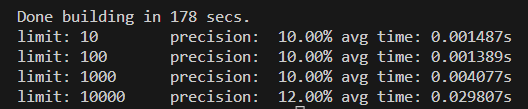 Done building in 178 secs.
limit: 10 precision: 10.00% avg time: 0.001487s
limit: 100 precision: 10.00% avg time: 0.001389s
limit: 1000 precision: 10.00% avg time: 0.004077s
limit: 10000 precision: 12.00% avg time: 0.029807s